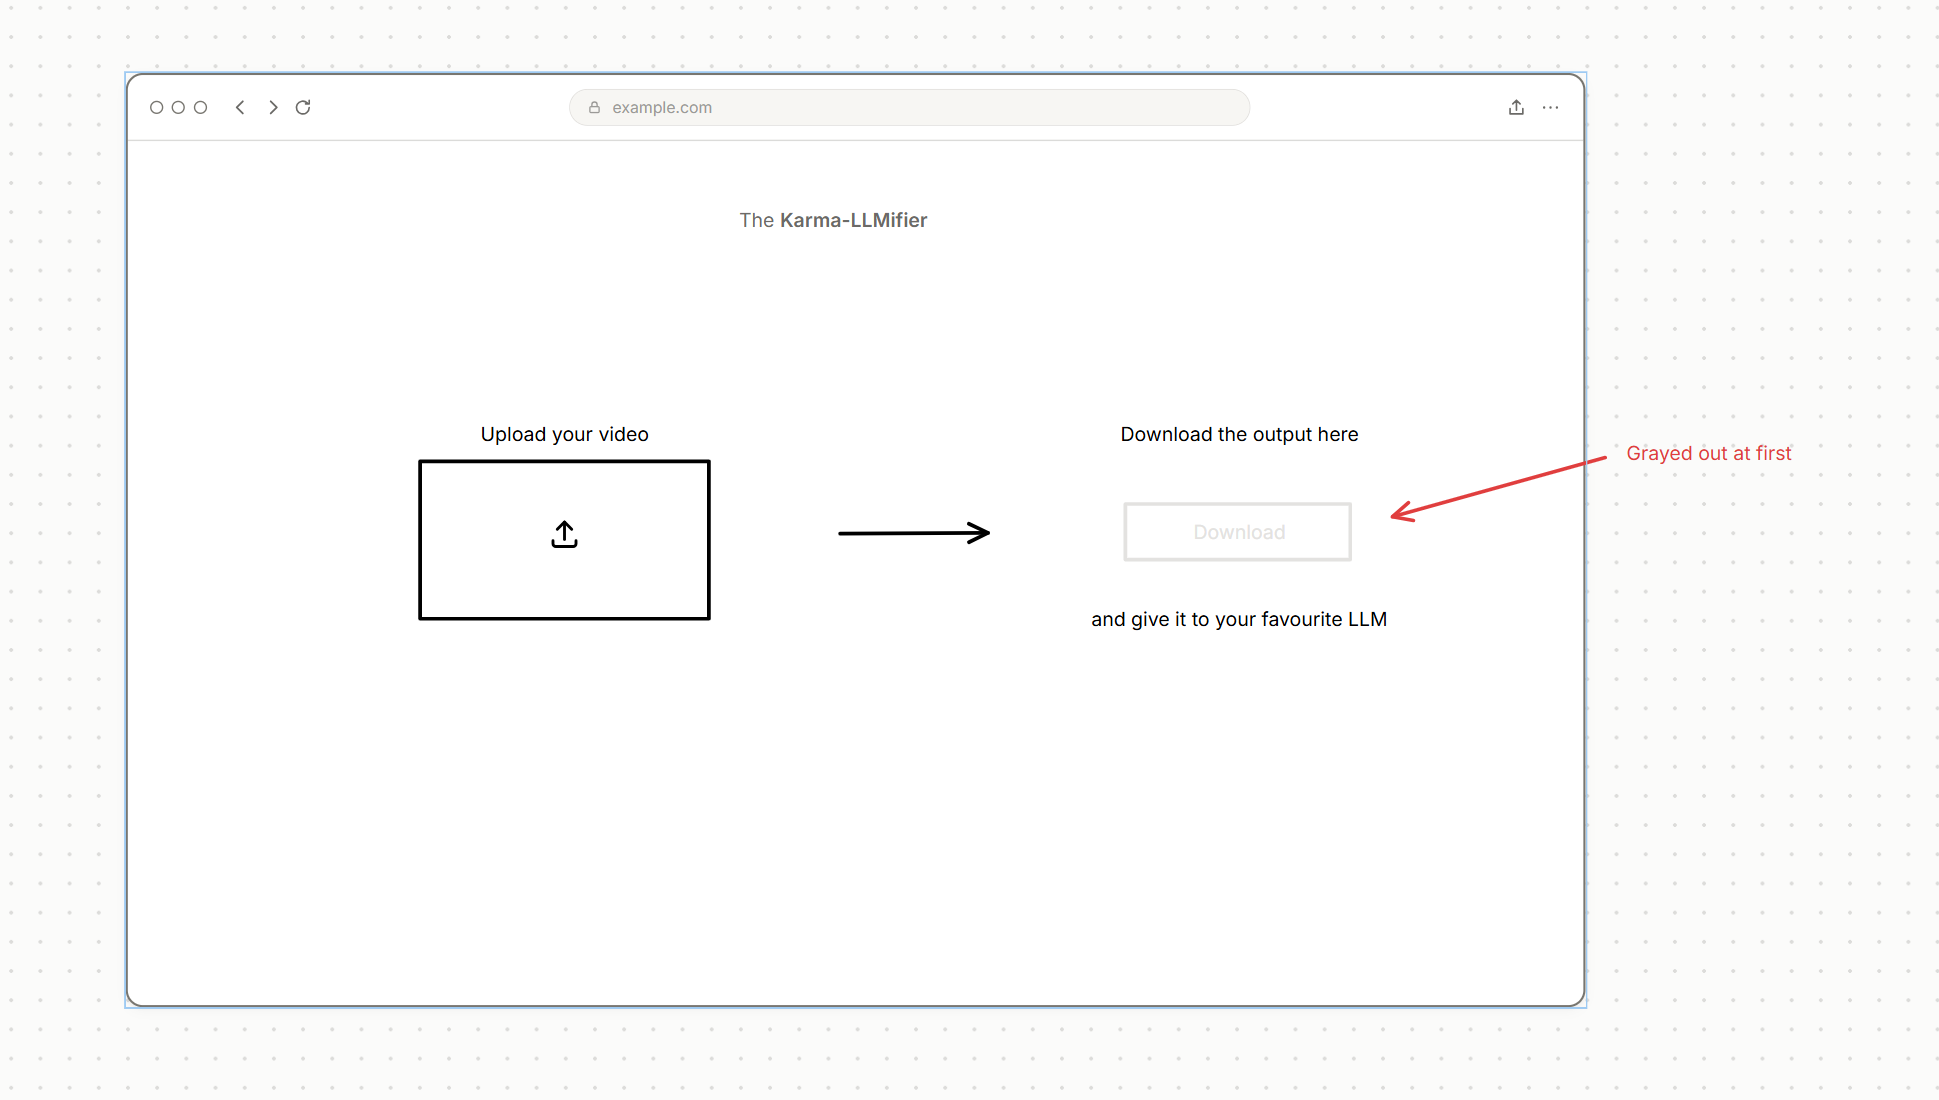 example.com
The Karma-LLMifier
Upload your video
Download the output here
Grayed out at first
Download
and give it to your favourite LLM